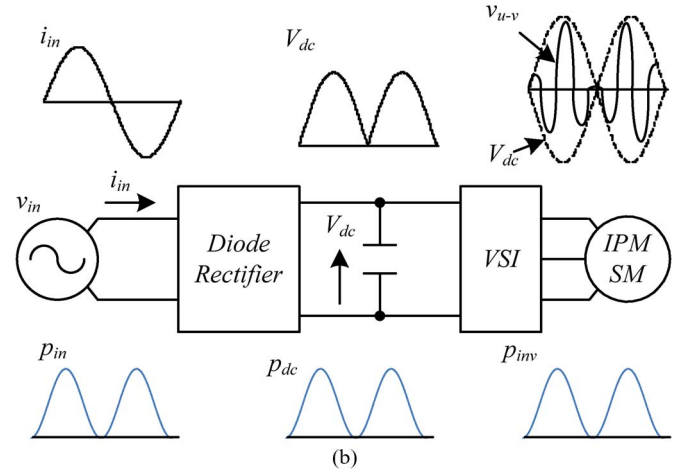 i_in
V_dc
v_u-v
V_dc
v_in
i_in
Diode
Rectifier
V_dc
VSI
IPM
SM
p_in
p_dc
p_inv
(b)